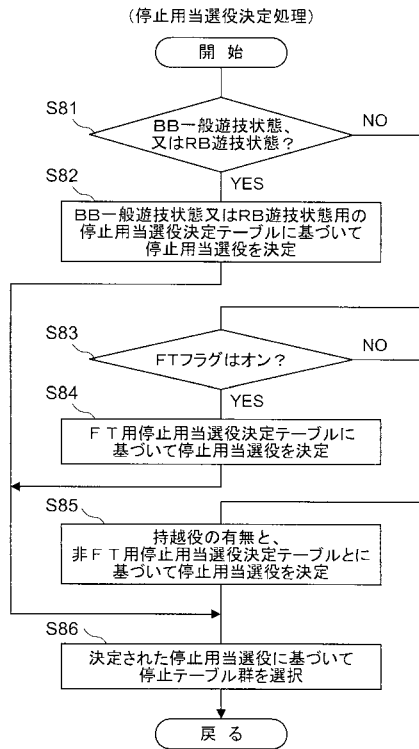 (停止用当選役決定処理)
開 始
S81
BB一般遊技状態、
又はRB遊技状態?
NO
YES
S82
BB一般遊技状態又はRB遊技状態用の
停止用当選役決定テーブルに基づいて
停止用当選役を決定
S83
FTフラグはオン?
NO
YES
S84
FT用停止用当選役決定テーブルに
基づいて停止用当選役を決定
S85
持越役の有無と、
非FT用停止用当選役決定テーブルとに
基づいて停止用当選役を決定
S86
決定された停止用当選役に基づいて
停止テーブル群を選択
戻 る